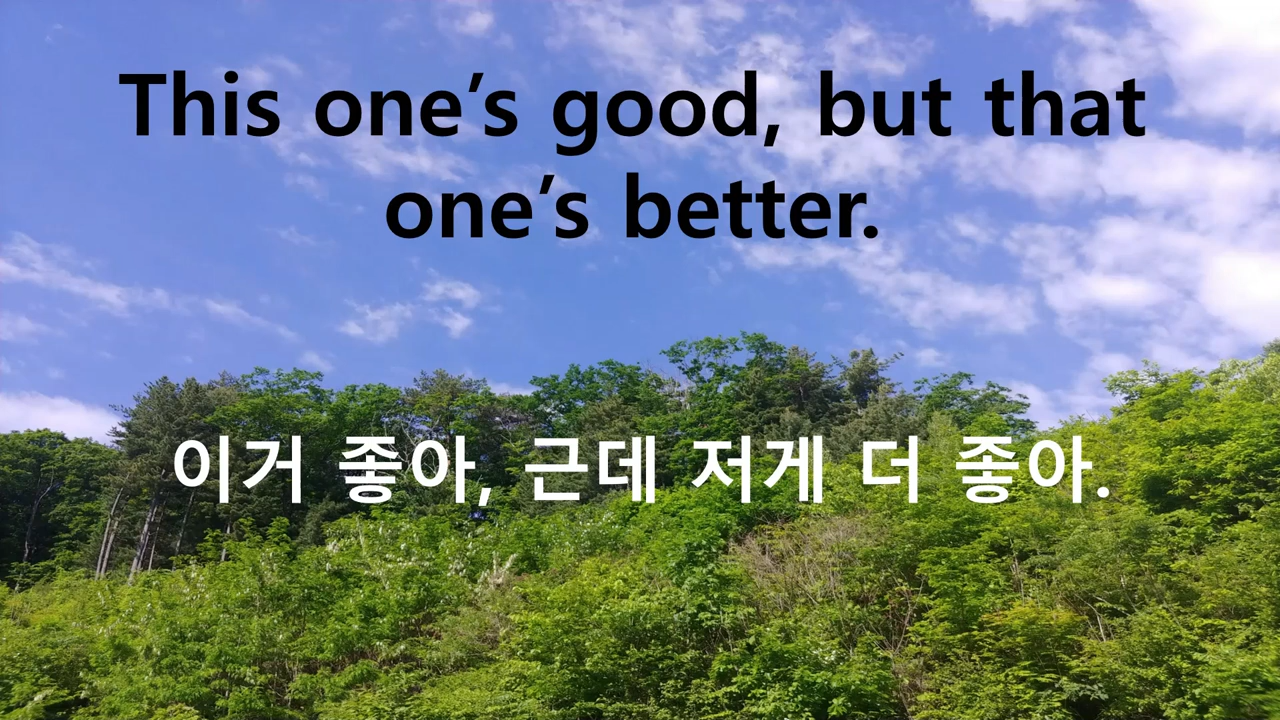 This one’s good, but that
one’s better.
이거 좋아, 근데 저게 더 좋아.